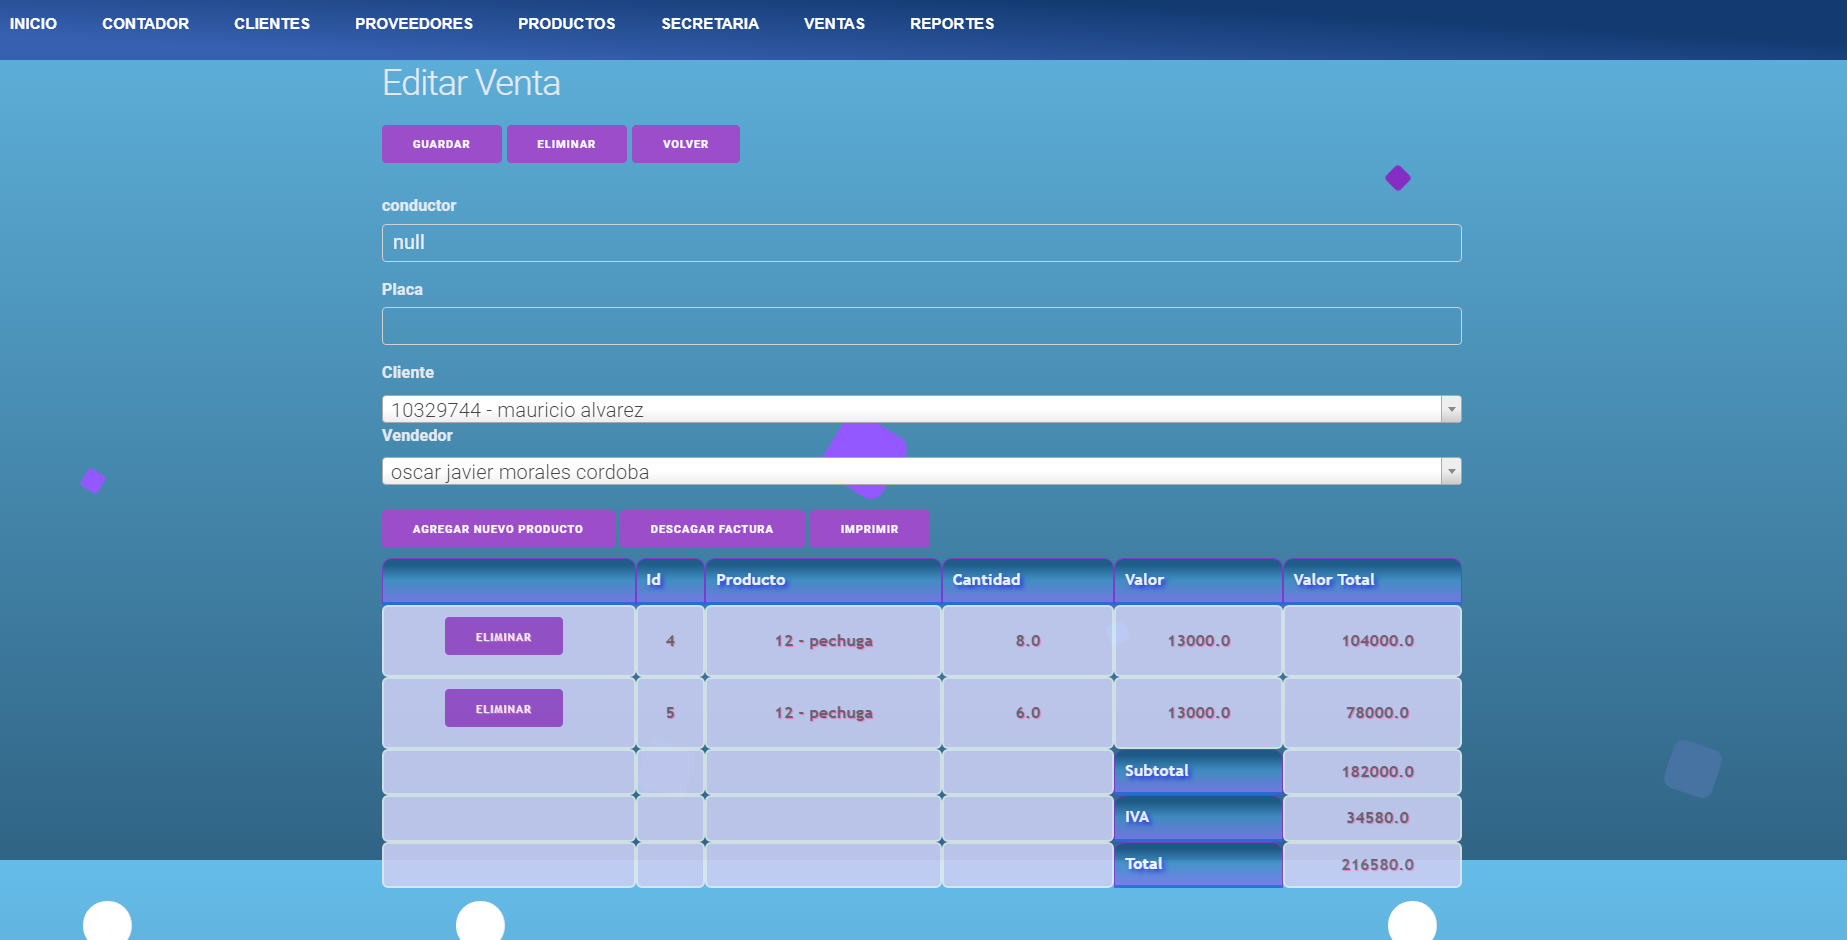 INICIO CONTADOR CLIENTES PROVEEDORES PRODUCTOS SECRETARIA VENTAS REPORTES
Editar Venta
GUARDAR ELIMINAR VOLVER
conductor
null
Placa
Cliente
10329744 - mauricio alvarez
Vendedor
oscar javier morales cordoba
AGREGAR NUEVO PRODUCTO DESCAGAR FACTURA IMPRIMIR
Id Producto Cantidad Valor Valor Total
ELIMINAR 4 12 - pechuga 8.0 13000.0 104000.0
ELIMINAR 5 12 - pechuga 6.0 13000.0 78000.0
Subtotal 182000.0
IVA 34580.0
Total 216580.0